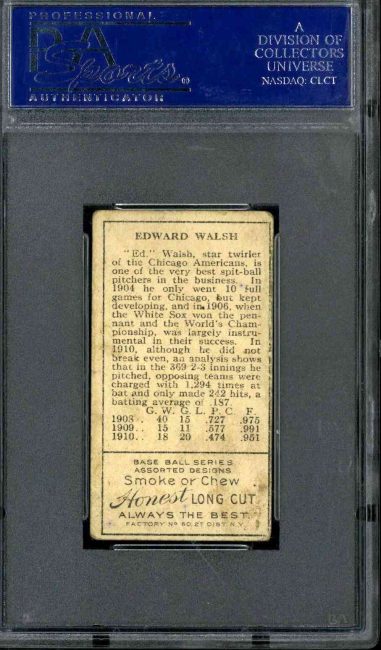 PROFESSIONAL
PSA
Sports
AUTHENTICATOR
A
DIVISION OF
COLLECTORS
UNIVERSE
NASDAQ: CLCT
EDWARD WALSH
"Ed." Walsh, star twirler
of the Chicago Americans, is
one of the very best spit-ball
pitchers in the business. In
1904 he only went 10 full
games for Chicago, but kept
developing, and in 1906, when
the White Sox won the pen-
nant and the World's Cham-
pionship, was largely instru-
mental in their success. In
1910, although he did not
break even, an analysis shows
that in the 369 2-3 innings he
pitched, opposing teams were
charged with 1,294 times at
bat and only made 242 hits, a
batting average of .187.
G. W. G. L. P. C. F.
1908.. 40 15 .727 .975
1909.. 15 11 .577 .991
1910.. 18 20 .474 .951
BASE BALL SERIES
ASSORTED DESIGNS
Smoke or Chew
Honest LONG CUT
ALWAYS THE BEST.
FACTORY No 50. 2D DIST. N.Y.